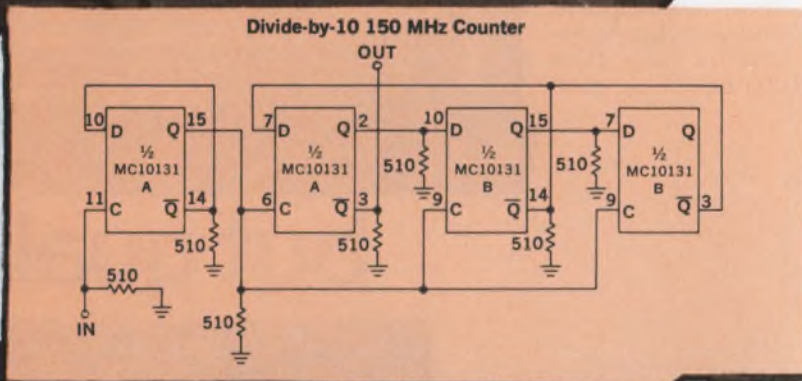 Divide-by-10 150 MHz Counter
OUT
10 D Q 15
½
MC10131
A
11 C Q̅ 14
510
510
IN
7 D Q 2
½
MC10131
A
6 C Q̅ 3
510
510
510
10 D Q 15
½
MC10131
B
9 C Q̅ 14
510
510
7 D Q
½
MC10131
B
9 C Q̅ 3